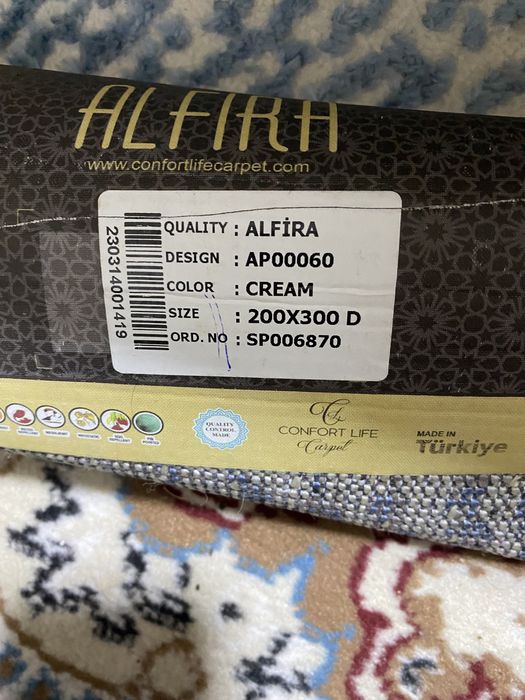 ALFIRA
www.confortlifecarpet.com
230314001419
QUALITY : ALFİRA
DESIGN : AP00060
COLOR : CREAM
SIZE : 200X300 D
ORD. NO : SP006870
QUALITY
CONTROL
MADE
CONFORT LIFE
Carpet
MADE IN
Türkiye